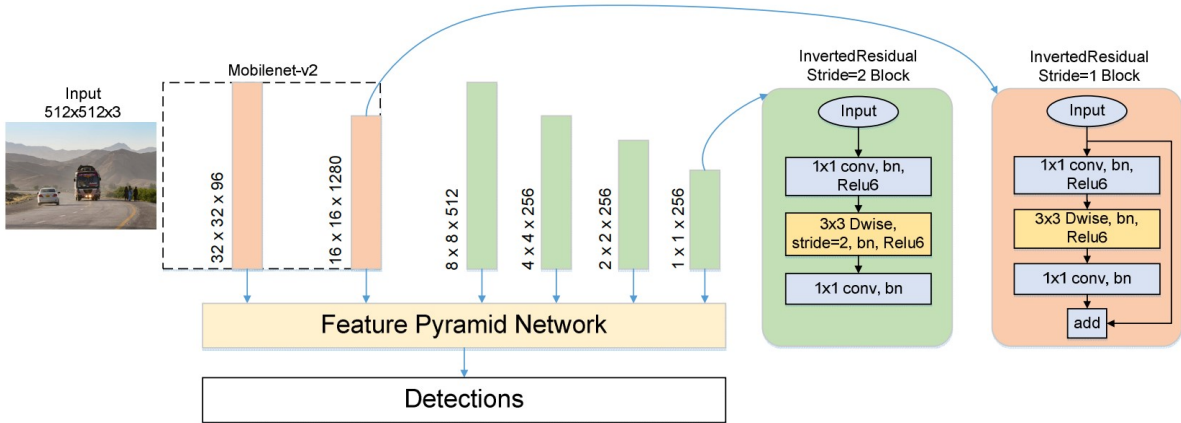 Input
512x512x3
Mobilenet-v2
32 x 32 x 96
16 x 16 x 1280
8 x 8 x 512
4 x 4 x 256
2 x 2 x 256
1 x 1 x 256
Feature Pyramid Network
Detections
InvertedResidual
Stride=2 Block
Input
1x1 conv, bn,
Relu6
3x3 Dwise,
stride=2, bn, Relu6
1x1 conv, bn
InvertedResidual
Stride=1 Block
Input
1x1 conv, bn,
Relu6
3x3 Dwise, bn,
Relu6
1x1 conv, bn
add